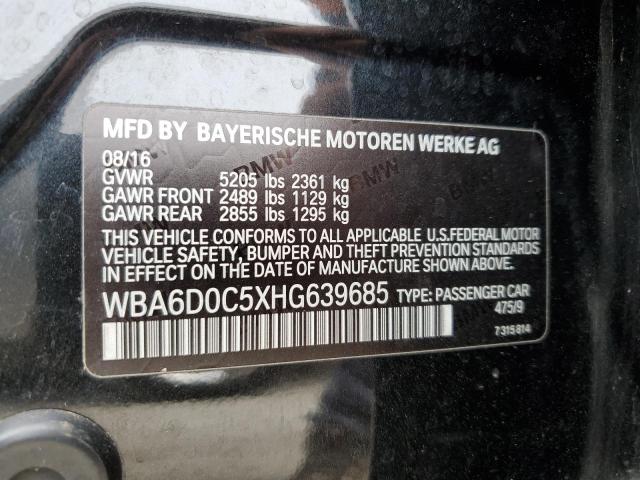 MFD BY BAYERISCHE MOTOREN WERKE AG
08/16
GVWR 5205 lbs 2361 kg
GAWR FRONT 2489 lbs 1129 kg
GAWR REAR 2855 lbs 1295 kg
THIS VEHICLE CONFORMS TO ALL APPLICABLE U.S.FEDERAL MOTOR
VEHICLE SAFETY, BUMPER, AND THEFT PREVENTION STANDARDS
IN EFFECT ON THE DATE OF MANUFACTURE SHOWN ABOVE.
WBA6D0C5XHG639685 TYPE: PASSENGER CAR
475/9
7315814